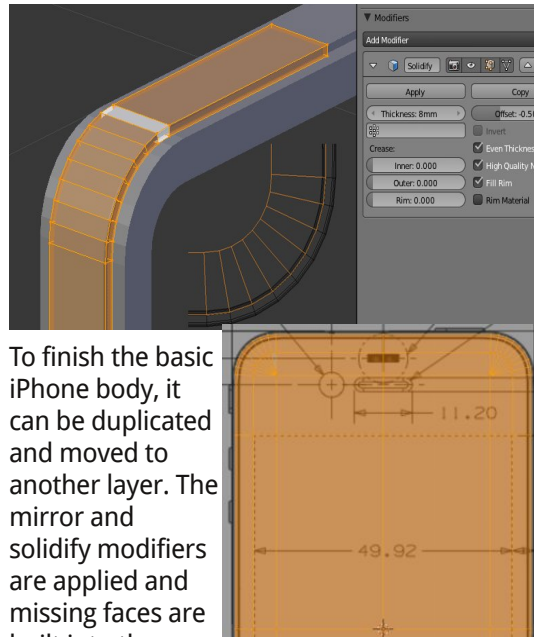 Modifiers
Add Modifier
Solidify
Apply
Copy
Thickness: 8mm
Offset: -0.56
Invert
Crease:
Even Thickness
Inner: 0.000
High Quality N
Outer: 0.000
Fill Rim
Rim: 0.000
Rim Material
To finish the basic
iPhone body, it
can be duplicated
and moved to
another layer. The
mirror and
solidify modifiers
are applied and
missing faces are
11.20
49.92